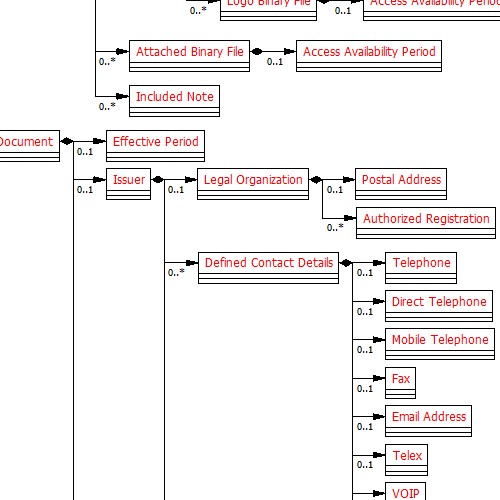 Logo Binary File
0..*
0..1
Access Availability Period
Attached Binary File
0..*
0..1
Access Availability Period
Included Note
0..*
Document
0..1
Effective Period
Issuer
0..1
0..1
Legal Organization
0..1
Postal Address
Authorized Registration
0..*
Defined Contact Details
0..*
0..1
Telephone
Direct Telephone
0..1
Mobile Telephone
0..1
Fax
0..1
Email Address
0..1
Telex
0..1
VOIP